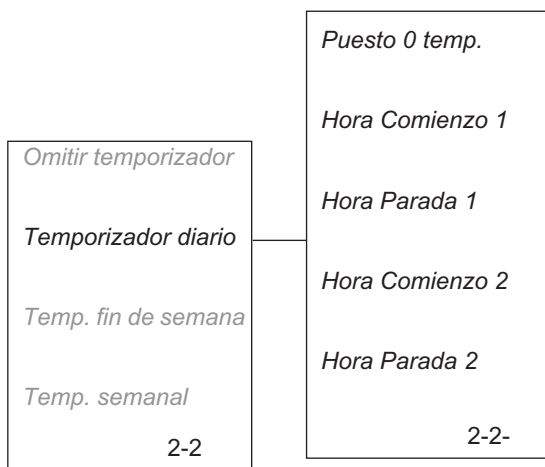 Omitir temporizador
Temporizador diario
Temp. fin de semana
Temp. semanal
2-2
Puesto 0 temp.
Hora Comienzo 1
Hora Parada 1
Hora Comienzo 2
Hora Parada 2
2-2-